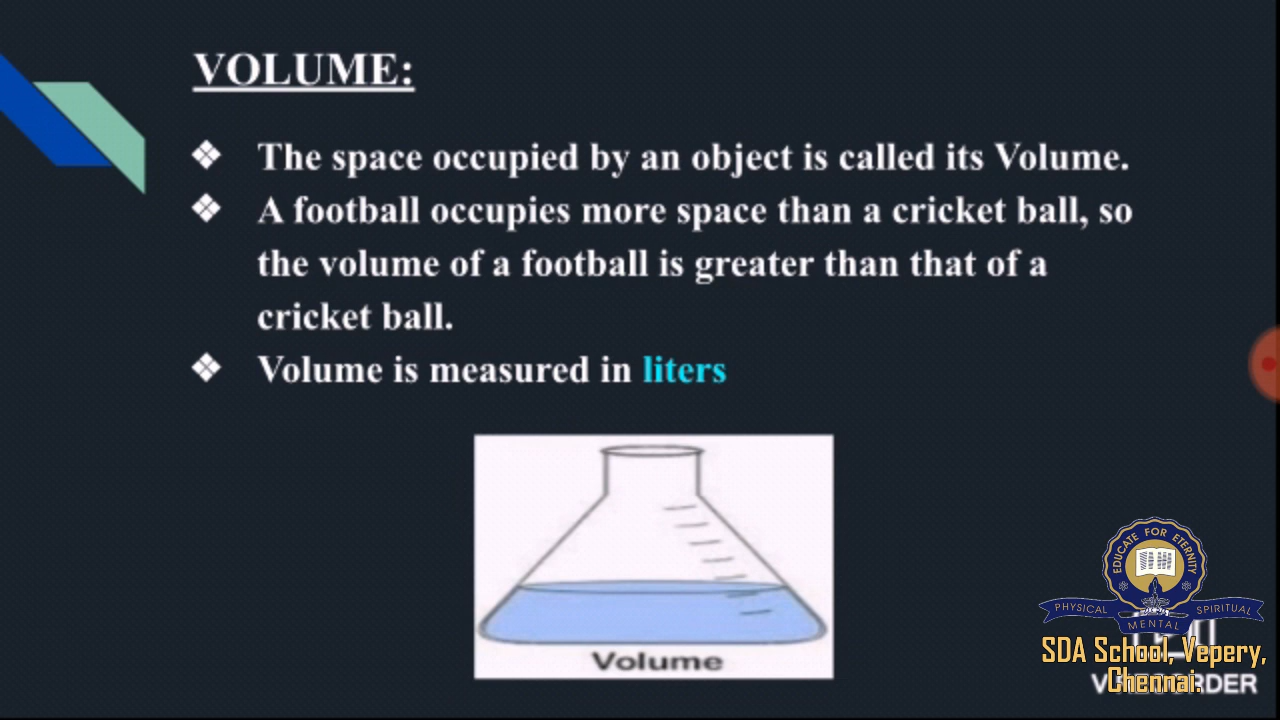 VOLUME:
❖ The space occupied by an object is called its Volume.
❖ A football occupies more space than a cricket ball, so
the volume of a football is greater than that of a
cricket ball.
❖ Volume is measured in liters
Volume
EDUCATE FOR ETERNITY
PHYSICAL MENTAL SPIRITUAL
SDA School, Vepery,
Chennai.